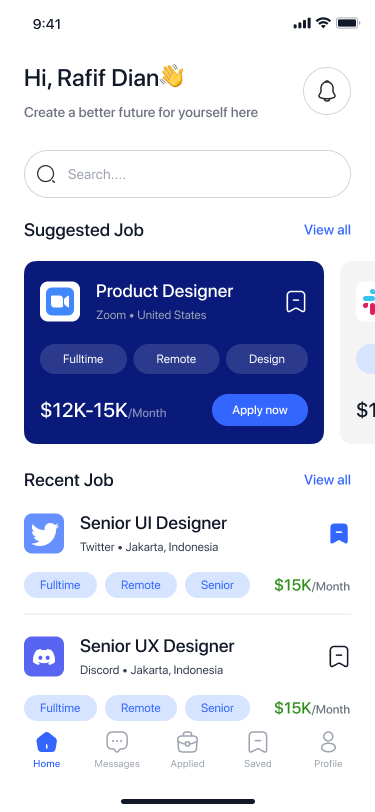 9:41
Hi, Rafif Dian👋
Create a better future for yourself here
Search....
Suggested Job View all
Product Designer
Zoom • United States
Fulltime Remote Design
$12K-15K/Month Apply now
$1
Recent Job View all
Senior UI Designer
Twitter • Jakarta, Indonesia
Fulltime Remote Senior $15K/Month
Senior UX Designer
Discord • Jakarta, Indonesia
Fulltime Remote Senior $15K/Month
Home Messages Applied Saved Profile